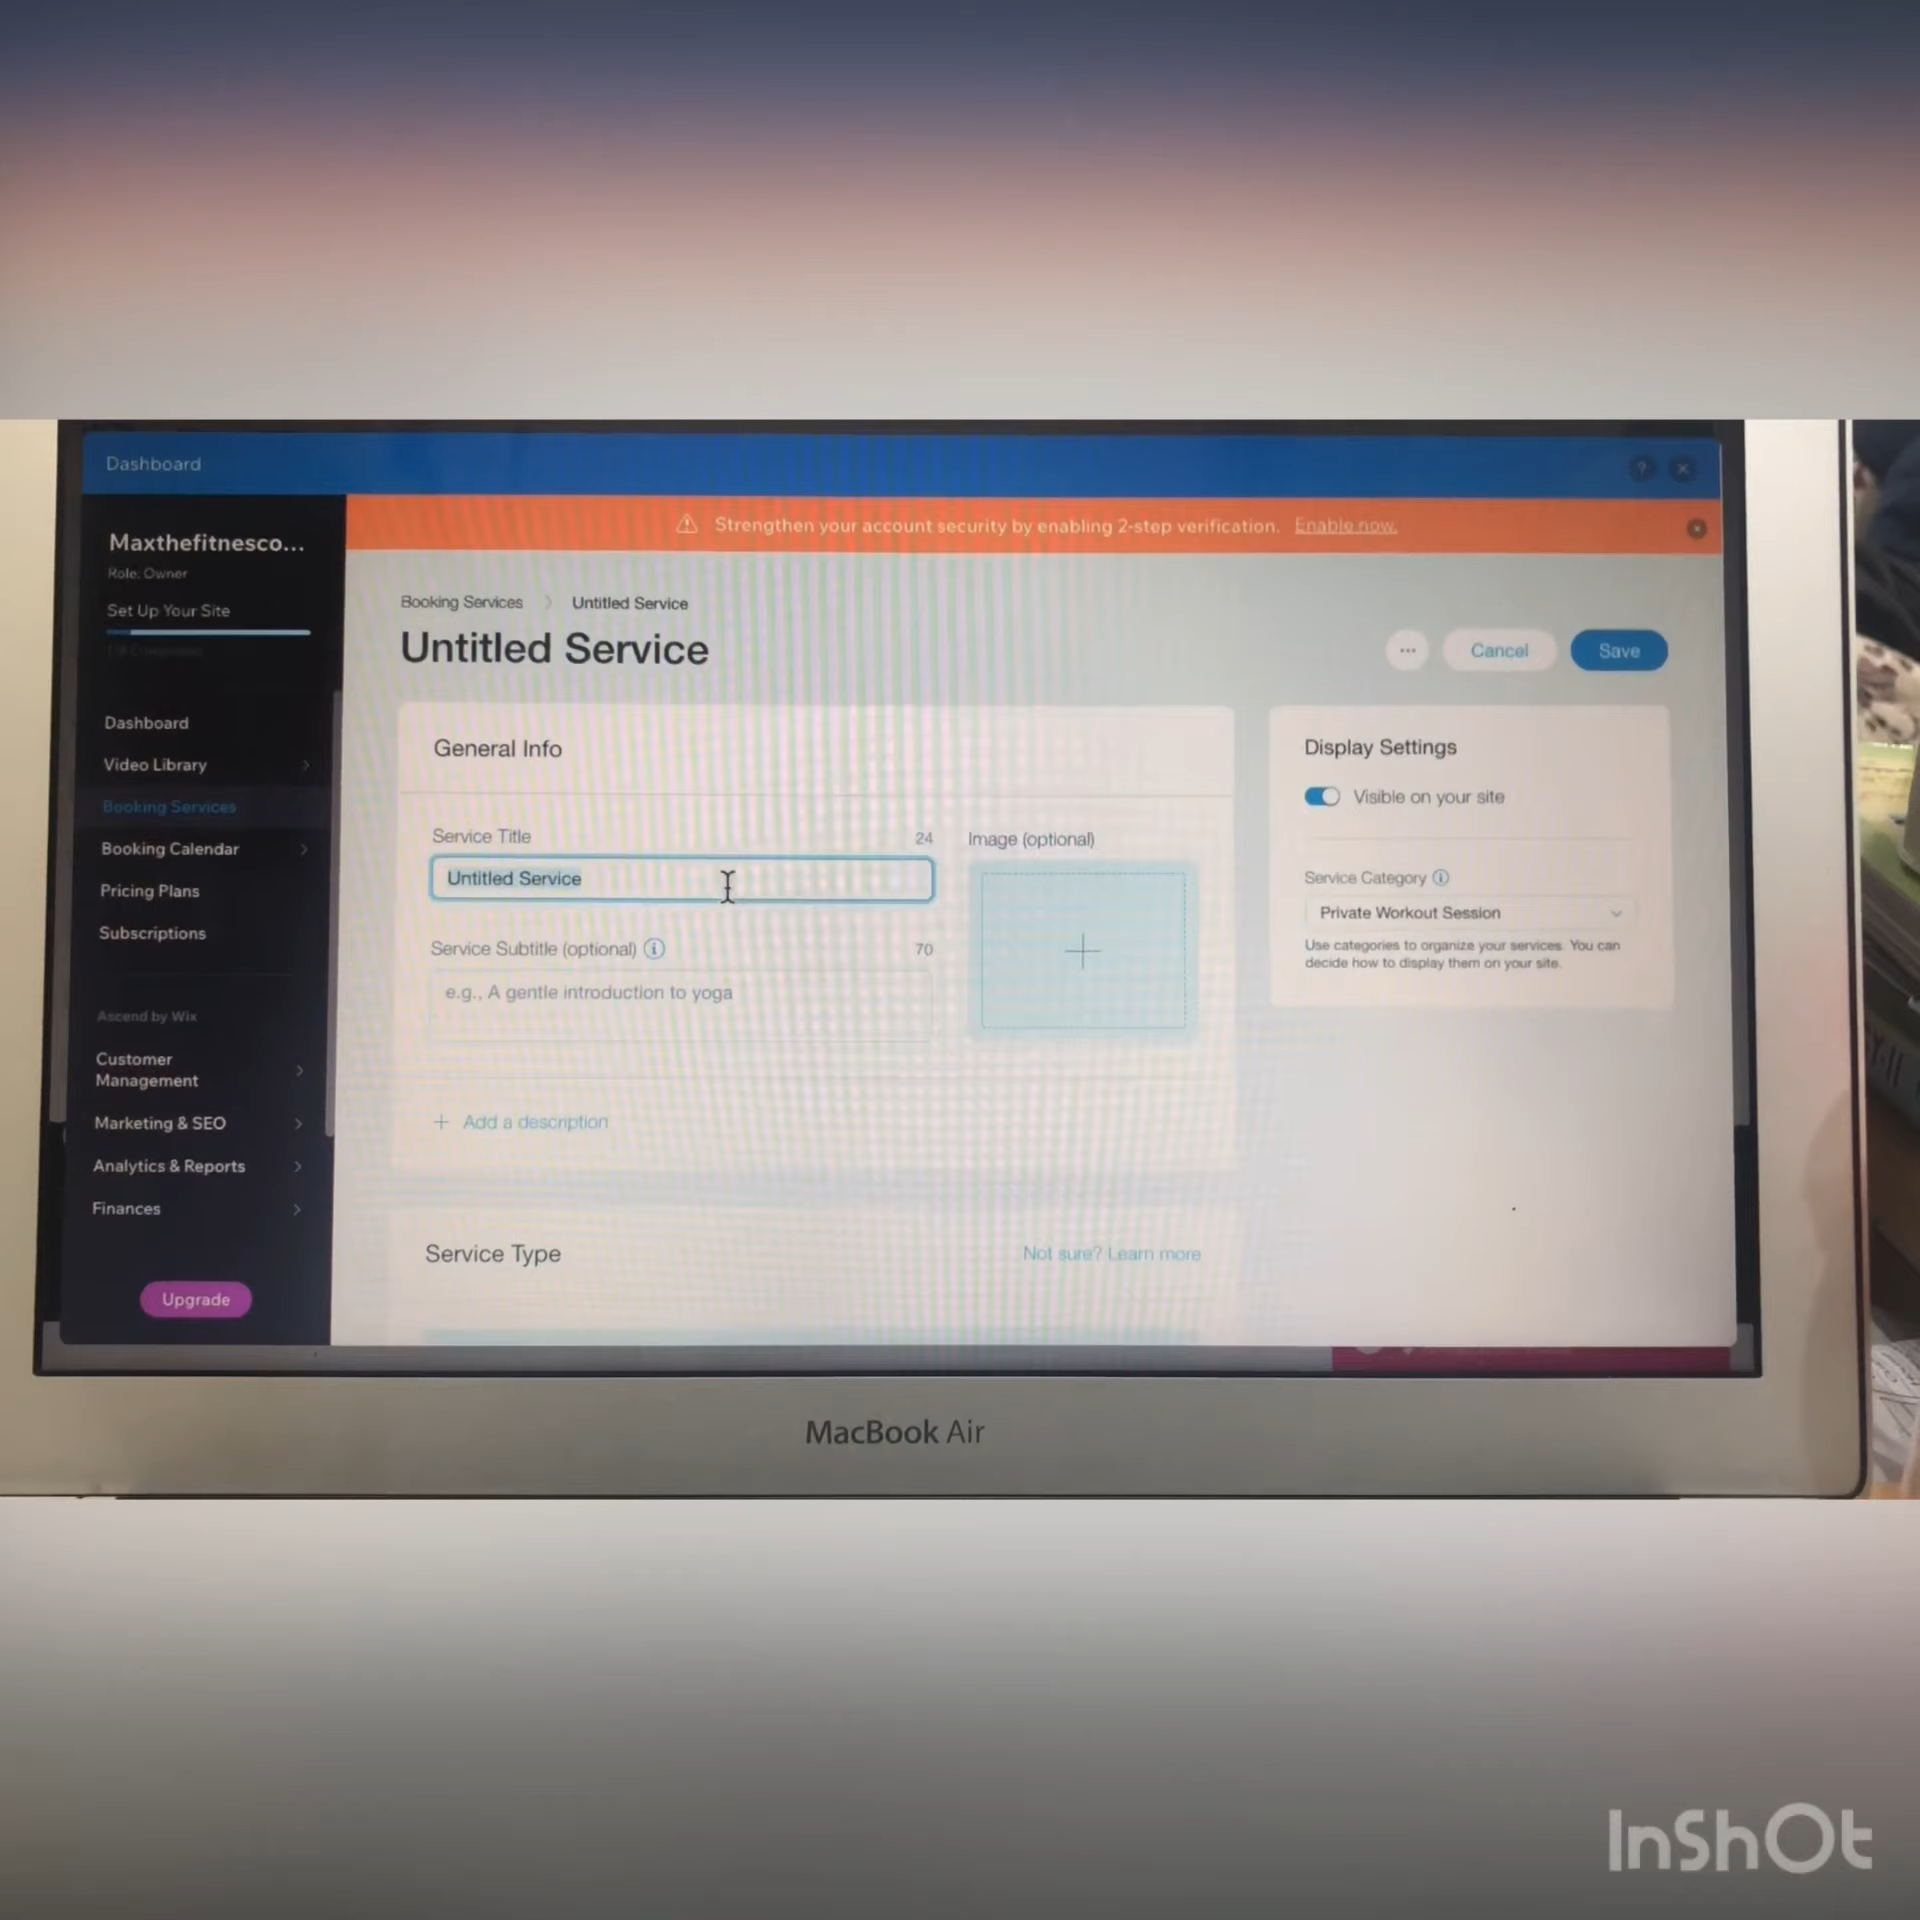 Dashboard
?
Maxthefitnesco...
Role: Owner
Set Up Your Site
Strengthen your account security by enabling 2-step verification. Enable now.
Booking Services > Untitled Service
Untitled Service
... Cancel Save
Dashboard
Video Library
Booking Services
Booking Calendar
Pricing Plans
Subscriptions
Ascend by Wix
Customer
Management
Marketing & SEO
Analytics & Reports
Finances
Upgrade
General Info
Service Title 24
Untitled Service
Service Subtitle (optional) i 70
e.g., A gentle introduction to yoga
Image (optional)
+ Add a description
Service Type Not sure? Learn more
Display Settings
Visible on your site
Service Category i
Private Workout Session
Use categories to organize your services. You can
decide how to display them on your site.
MacBook Air
InShOt